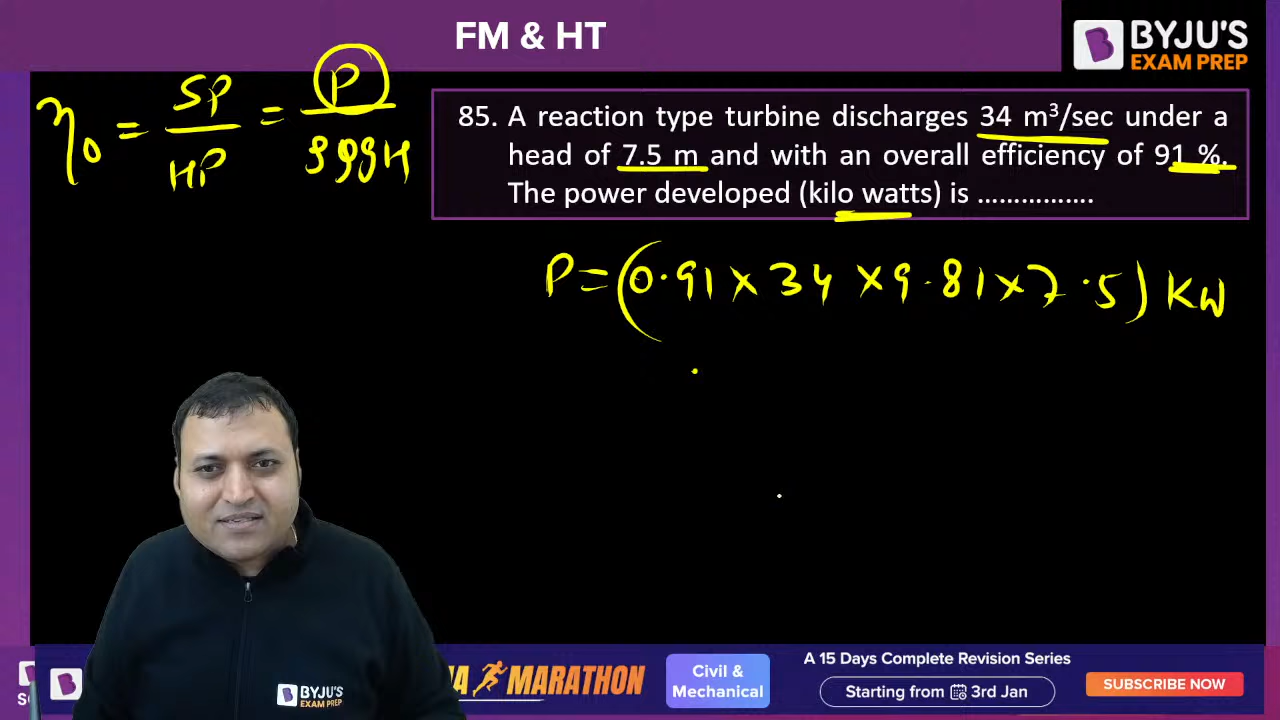 FM & HT
BYJU'S
EXAM PREP
η₀ = SP/HP = P/ρqgH
85. A reaction type turbine discharges 34 m³/sec under a
head of 7.5 m and with an overall efficiency of 91 %.
The power developed (kilo watts) is ................
P = (0.91 × 34 × 9.81 × 7.5) KW
BYJU'S
EXAM PREP
MARATHON
Civil &
Mechanical
A 15 Days Complete Revision Series
Starting from 3rd Jan
SUBSCRIBE NOW